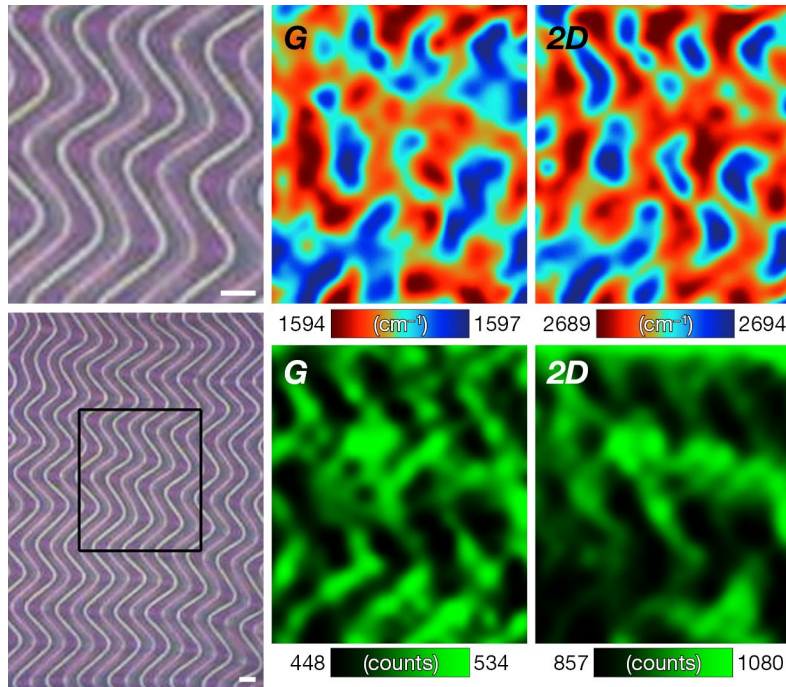 G
2D
1594 (cm⁻¹) 1597
2689 (cm⁻¹) 2694
G
2D
448 (counts) 534
857 (counts) 1080